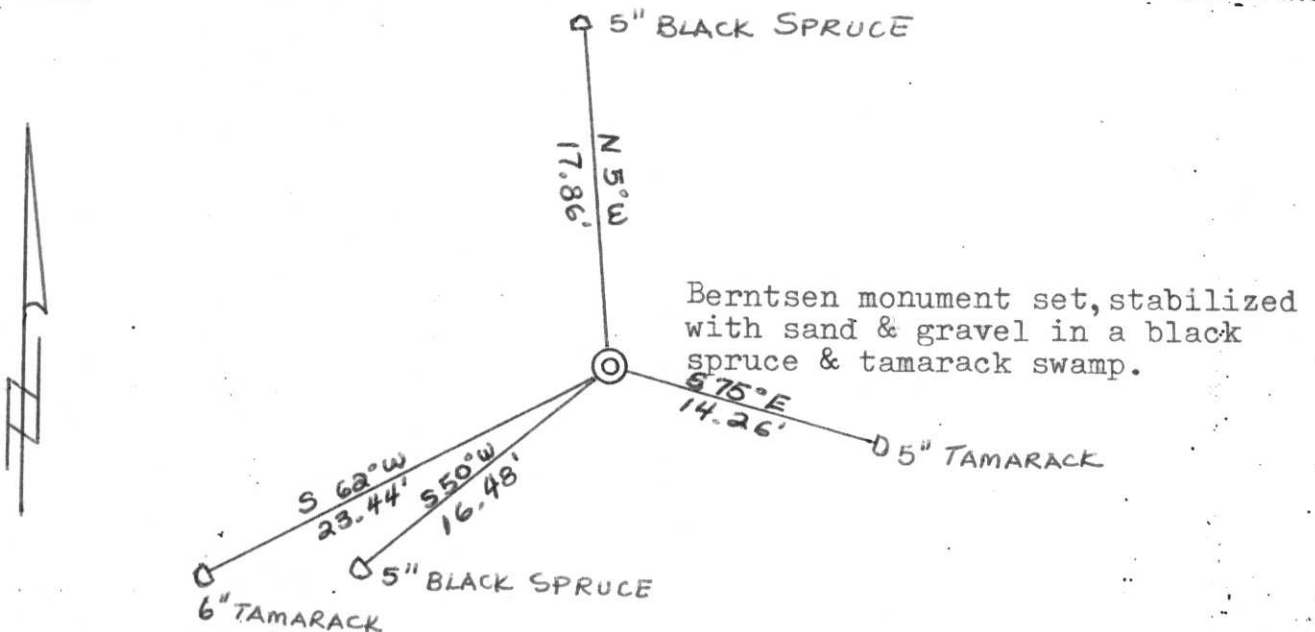 5" BLACK SPRUCE
N 5°W
17.86'
Berntsen monument set, stabilized
with sand & gravel in a black
spruce & tamarack swamp.
S 75°E
14.26'
5" TAMARACK
S 62°W
23.44'
S50°W
16.48'
5" BLACK SPRUCE
6" TAMARACK